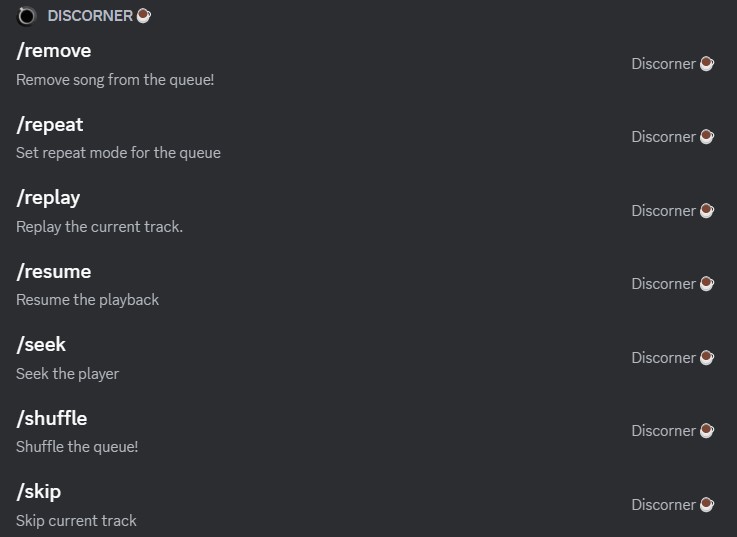 DISCORNER ☕
/remove
Remove song from the queue!
Discorner ☕
/repeat
Set repeat mode for the queue
Discorner ☕
/replay
Replay the current track.
Discorner ☕
/resume
Resume the playback
Discorner ☕
/seek
Seek the player
Discorner ☕
/shuffle
Shuffle the queue!
Discorner ☕
/skip
Skip current track
Discorner ☕